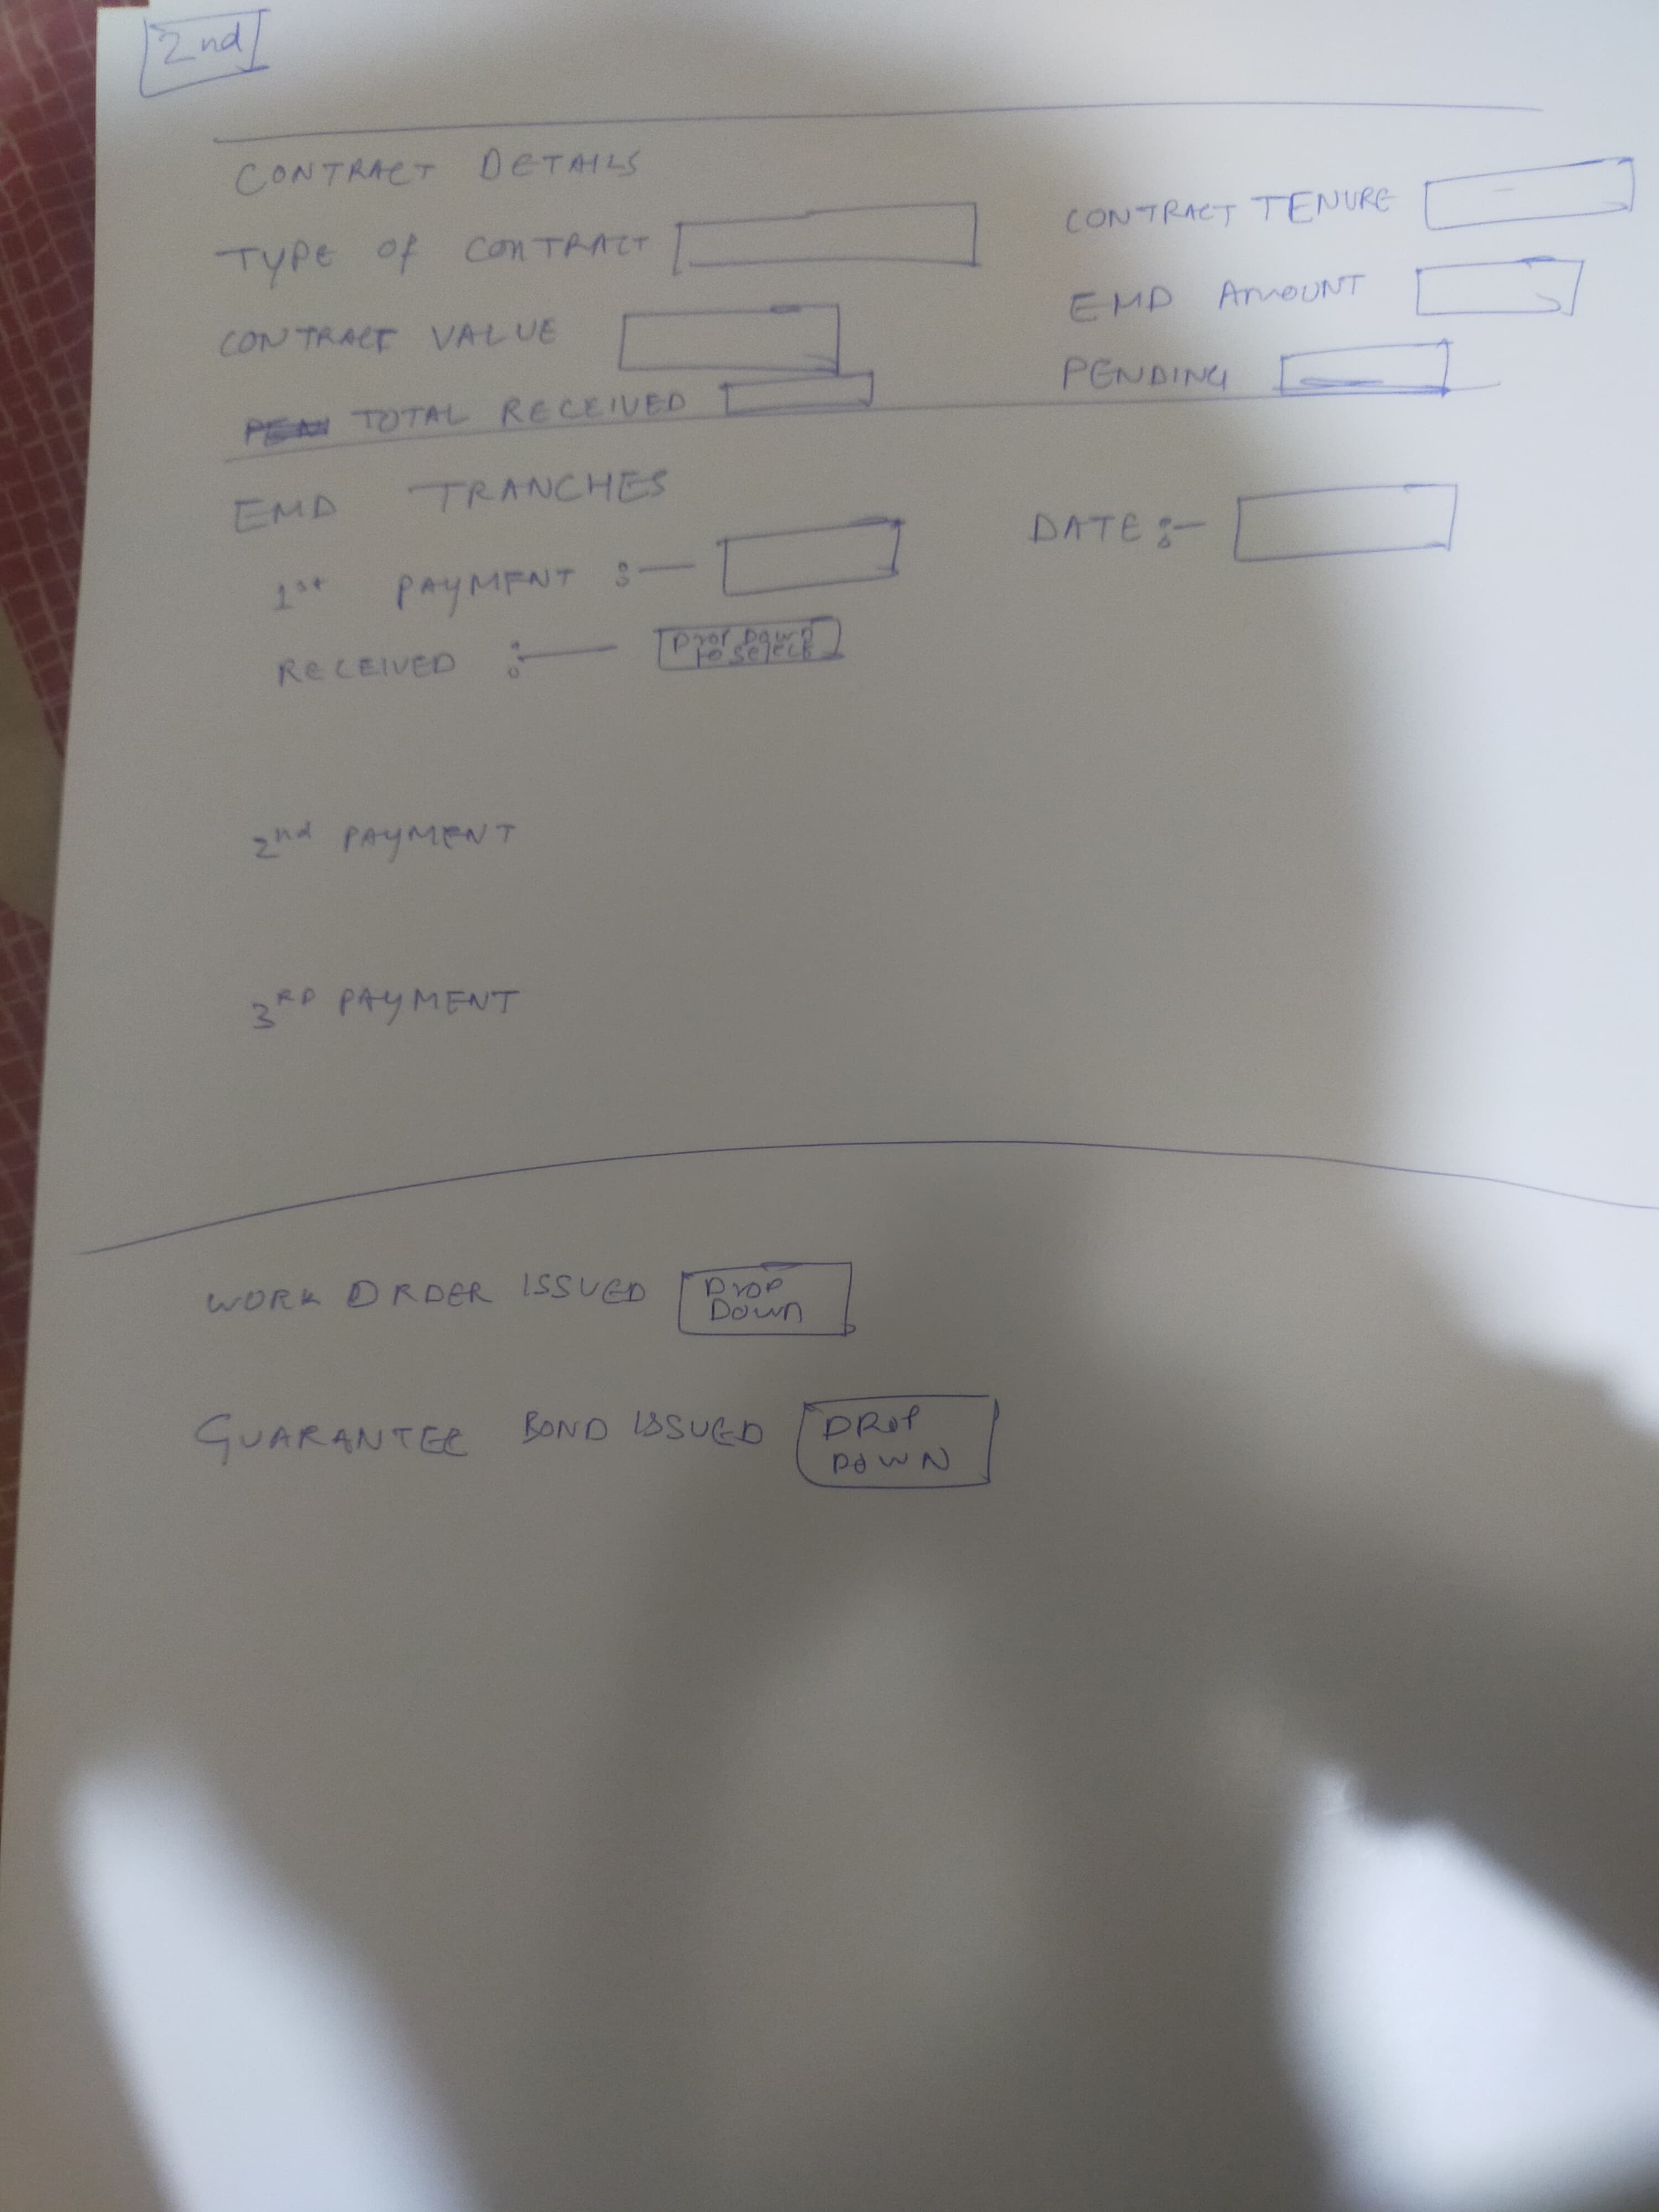 2nd
CONTRACT DETAILS
TYPE Of CONTRACT
CONTRACT TENURE
CONTRACT VALUE
EMD AMOUNT
TOTAL RECEIVED
PENDING
EMD TRANCHES
1st PAYMENT :—
DATE :—
RECEIVED :—
Drop Down
to select
2nd PAYMENT
3RD PAYMENT
WORK ORDER ISSUED
Drop
Down
GUARANTEE BOND ISSUED
DROP
DOWN